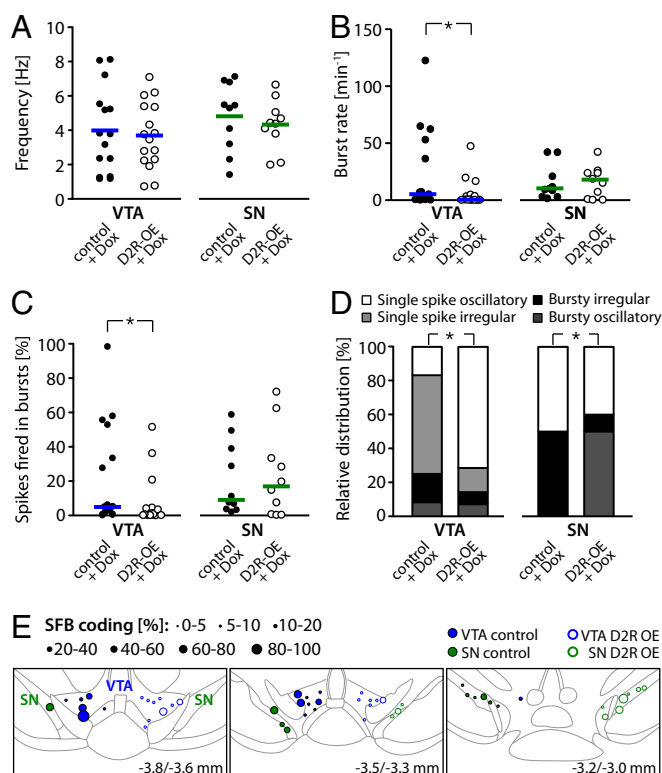 A
Frequency [Hz]
10
8
6
4
2
0
VTA
SN
control + Dox
D2R-OE + Dox
control + Dox
D2R-OE + Dox
B
Burst rate [min⁻¹]
150
100
50
0
*
VTA
SN
control + Dox
D2R-OE + Dox
control + Dox
D2R-OE + Dox
C
Spikes fired in bursts [%]
100
80
60
40
20
0
*
VTA
SN
control + Dox
D2R-OE + Dox
control + Dox
D2R-OE + Dox
D
Single spike oscillatory
Bursty irregular
Single spike irregular
Bursty oscillatory
Relative distribution [%]
100
80
60
40
20
0
*
*
VTA
SN
control + Dox
D2R-OE + Dox
control + Dox
D2R-OE + Dox
E
SFB coding [%]: 0-5 5-10 10-20
20-40 40-60 60-80 80-100
VTA control
VTA D2R OE
SN control
SN D2R OE
SN
VTA
SN
-3.8/-3.6 mm
-3.5/-3.3 mm
-3.2/-3.0 mm